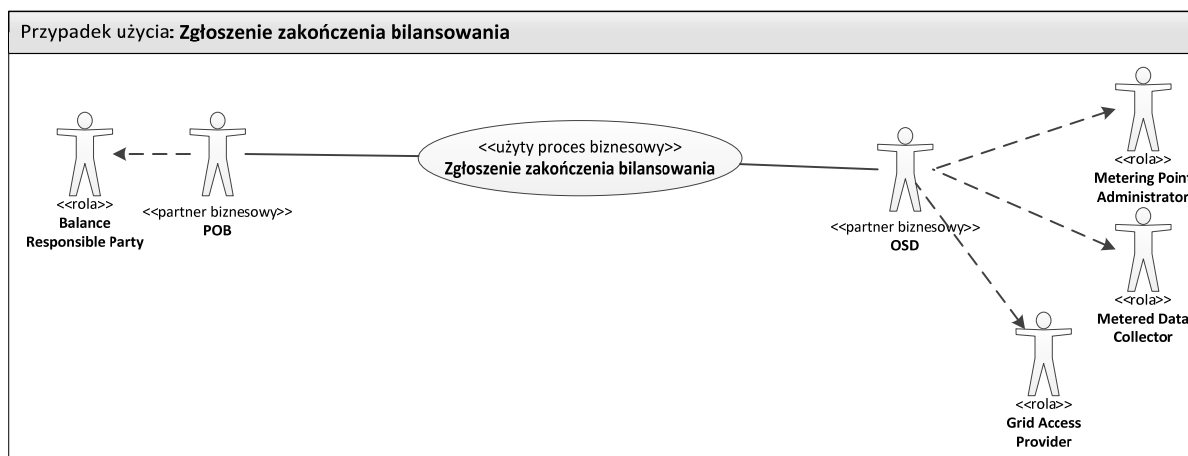 Przypadek użycia: Zgłoszenie zakończenia bilansowania
<<rola>>
Balance
Responsible Party
<<partner biznesowy>>
POB
<<użyty proces biznesowy>>
Zgłoszenie zakończenia bilansowania
<<partner biznesowy>>
OSD
<<rola>>
Metering Point
Administrator
<<rola>>
Metered Data
Collector
<<rola>>
Grid Access
Provider